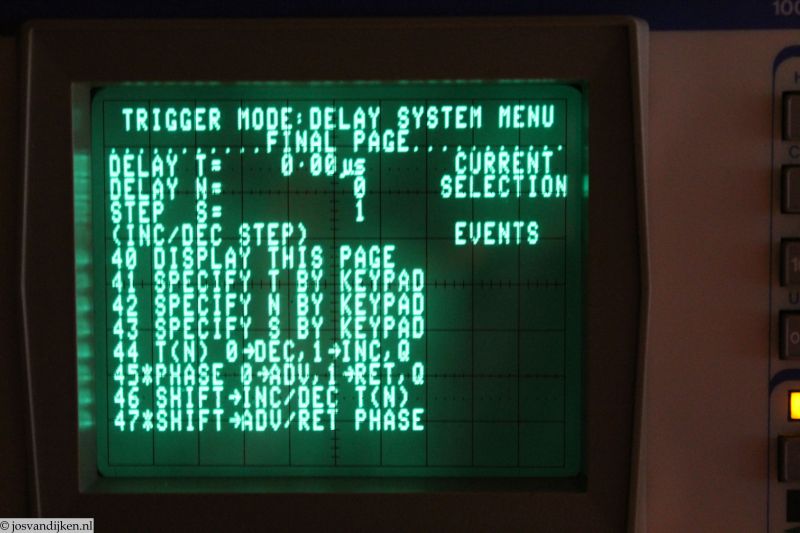 100
TRIGGER MODE:DELAY SYSTEM MENU
...........FINAL PAGE...........
DELAY T= 0.00µs CURRENT
DELAY N= 0 SELECTION
STEP S= 1
(INC/DEC STEP) EVENTS
40 DISPLAY THIS PAGE
41 SPECIFY T BY KEYPAD
42 SPECIFY N BY KEYPAD
43 SPECIFY S BY KEYPAD
44 T(N) 0→DEC,1→INC,Q
45*PHASE 0→ADV,1→RET,Q
46 SHIFT→INC/DEC T(N)
47*SHIFT→ADV/RET PHASE
© josvandijken.nl